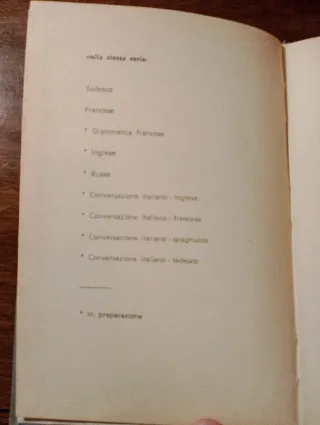 nella stessa serie:
Tedesco
Francese
* Grammatica francese
* Inglese
* Russo
* Conversazione italiano - inglese
* Conversazione italiano - francese
* Conversazione italiano - spagnuolo
* Conversazione italiano - tedesco
* in preparazione